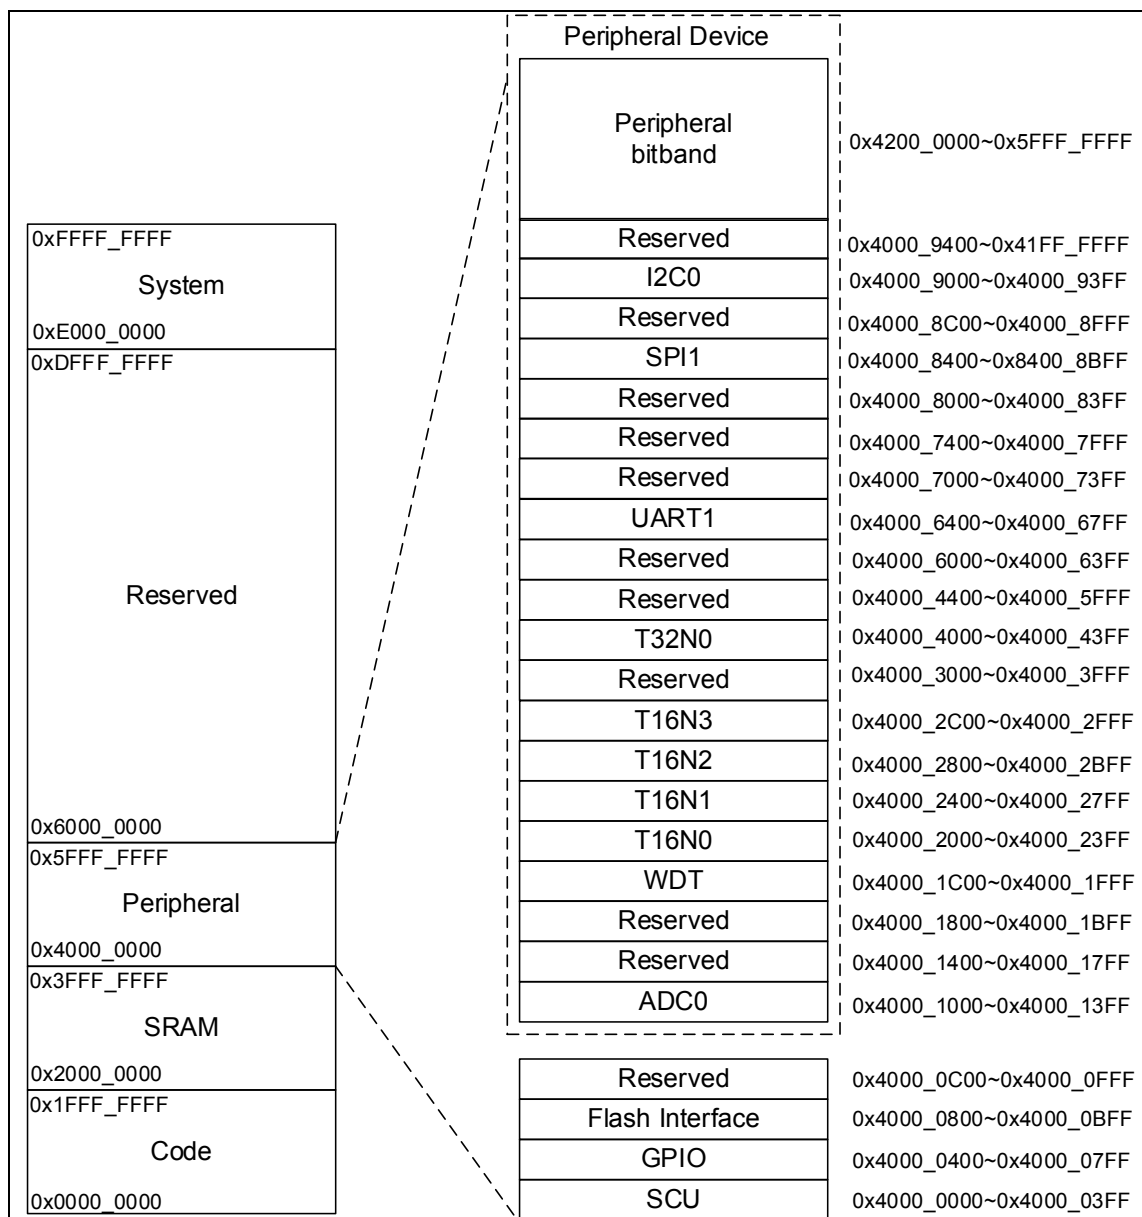 Peripheral Device
Peripheral
bitband
0x4200_0000~0x5FFF_FFFF
Reserved
0x4000_9400~0x41FF_FFFF
I2C0
0x4000_9000~0x4000_93FF
Reserved
0x4000_8C00~0x4000_8FFF
SPI1
0x4000_8400~0x8400_8BFF
Reserved
0x4000_8000~0x4000_83FF
Reserved
0x4000_7400~0x4000_7FFF
Reserved
0x4000_7000~0x4000_73FF
UART1
0x4000_6400~0x4000_67FF
Reserved
0x4000_6000~0x4000_63FF
Reserved
0x4000_4400~0x4000_5FFF
T32N0
0x4000_4000~0x4000_43FF
Reserved
0x4000_3000~0x4000_3FFF
T16N3
0x4000_2C00~0x4000_2FFF
T16N2
0x4000_2800~0x4000_2BFF
T16N1
0x4000_2400~0x4000_27FF
T16N0
0x4000_2000~0x4000_23FF
WDT
0x4000_1C00~0x4000_1FFF
Reserved
0x4000_1800~0x4000_1BFF
Reserved
0x4000_1400~0x4000_17FF
ADC0
0x4000_1000~0x4000_13FF
Reserved
0x4000_0C00~0x4000_0FFF
Flash Interface
0x4000_0800~0x4000_0BFF
GPIO
0x4000_0400~0x4000_07FF
SCU
0x4000_0000~0x4000_03FF
0xFFFF_FFFF
System
0xE000_0000
0xDFFF_FFFF
Reserved
0x6000_0000
0x5FFF_FFFF
Peripheral
0x4000_0000
0x3FFF_FFFF
SRAM
0x2000_0000
0x1FFF_FFFF
Code
0x0000_0000